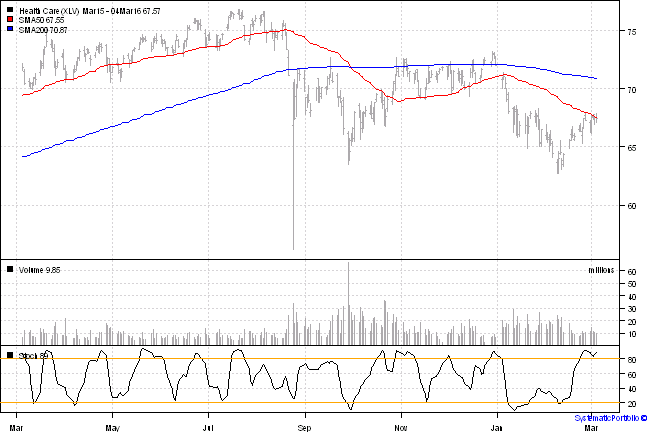 Health Care (XLV) Mar15 - 04Mar16 67.57
SMA50 67.55
SMA200 70.87
75
70
65
60
Volume 9.85
millions
60
50
40
30
20
10
Stoch 89
80
60
40
20
Mar May Jul Sep Nov Jan Mar
SystematicPortfolio ©